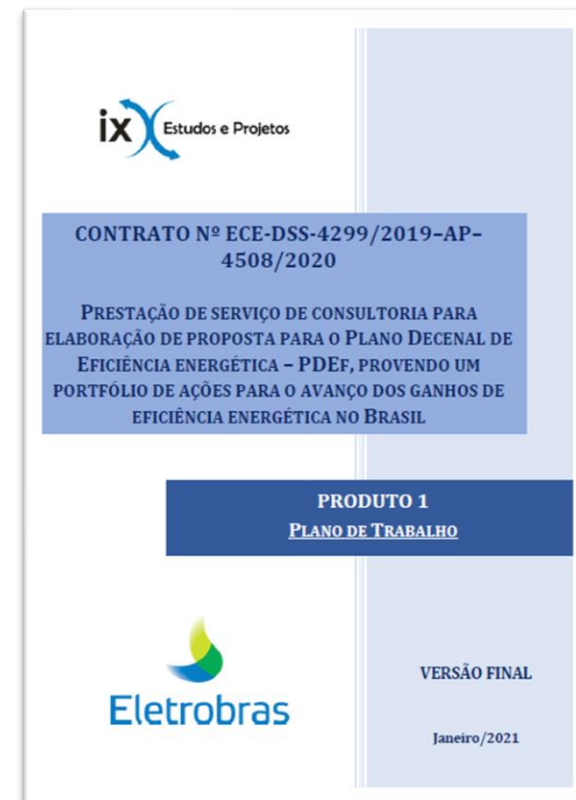 ix Estudos e Projetos
CONTRATO Nº ECE-DSS-4299/2019–AP–
4508/2020
PRESTAÇÃO DE SERVIÇO DE CONSULTORIA PARA
ELABORAÇÃO DE PROPOSTA PARA O PLANO DECENAL DE
EFICIÊNCIA ENERGÉTICA – PDEF, PROVENDO UM
PORTFÓLIO DE AÇÕES PARA O AVANÇO DOS GANHOS DE
EFICIÊNCIA ENERGÉTICA NO BRASIL
PRODUTO 1
PLANO DE TRABALHO
Eletrobras
VERSÃO FINAL
Janeiro/2021